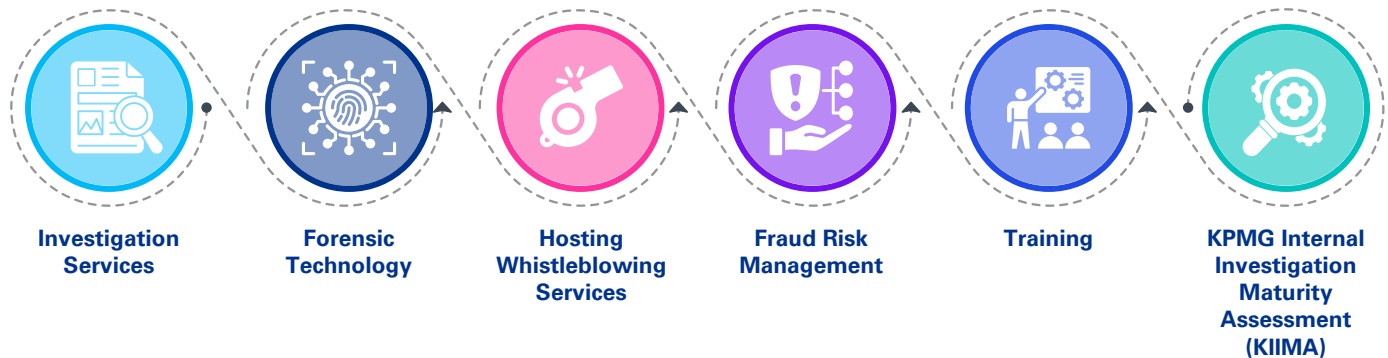 Investigation
Services
Forensic
Technology
Hosting
Whistleblowing
Services
Fraud Risk
Management
Training
KPMG Internal
Investigation
Maturity
Assessment
(KIIMA)